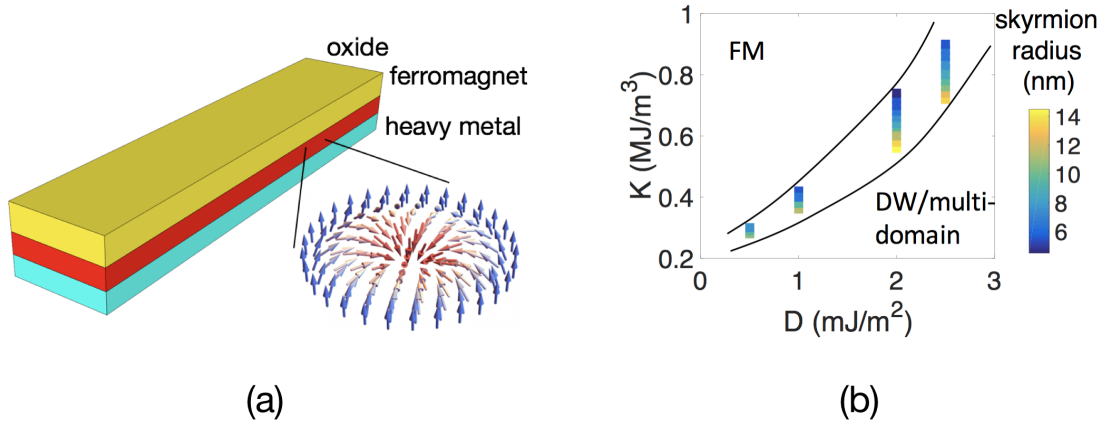 oxide
ferromagnet
heavy metal
(a)
FM
DW/multi-
domain
K (MJ/m³)
1
0.8
0.6
0.4
0.2
0
1
2
3
D (mJ/m²)
skyrmion
radius
(nm)
14
12
10
8
6
(b)